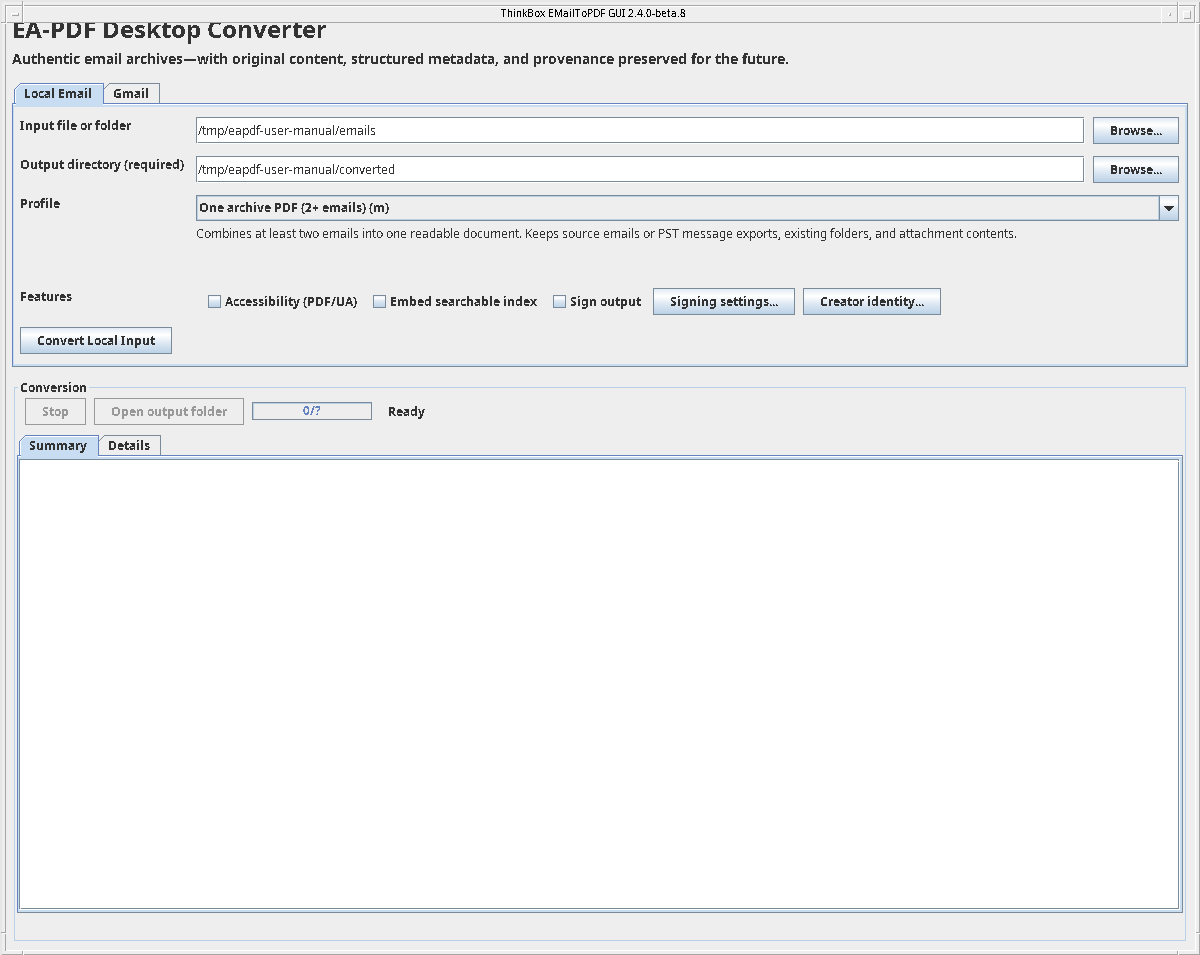 ThinkBox EMailToPDF GUI 2.4.0-beta.8
EA-PDF Desktop Converter
Authentic email archives—with original content, structured metadata, and provenance preserved for the future.
Local Email Gmail
Input file or folder /tmp/eapdf-user-manual/emails Browse...
Output directory (required) /tmp/eapdf-user-manual/converted Browse...
Profile One archive PDF (2+ emails) (m)
Combines at least two emails into one readable document. Keeps source emails or PST message exports, existing folders, and attachment contents.
Features Accessibility (PDF/UA) Embed searchable index Sign output Signing settings... Creator identity...
Convert Local Input
Conversion
Stop Open output folder 0/? Ready
Summary Details